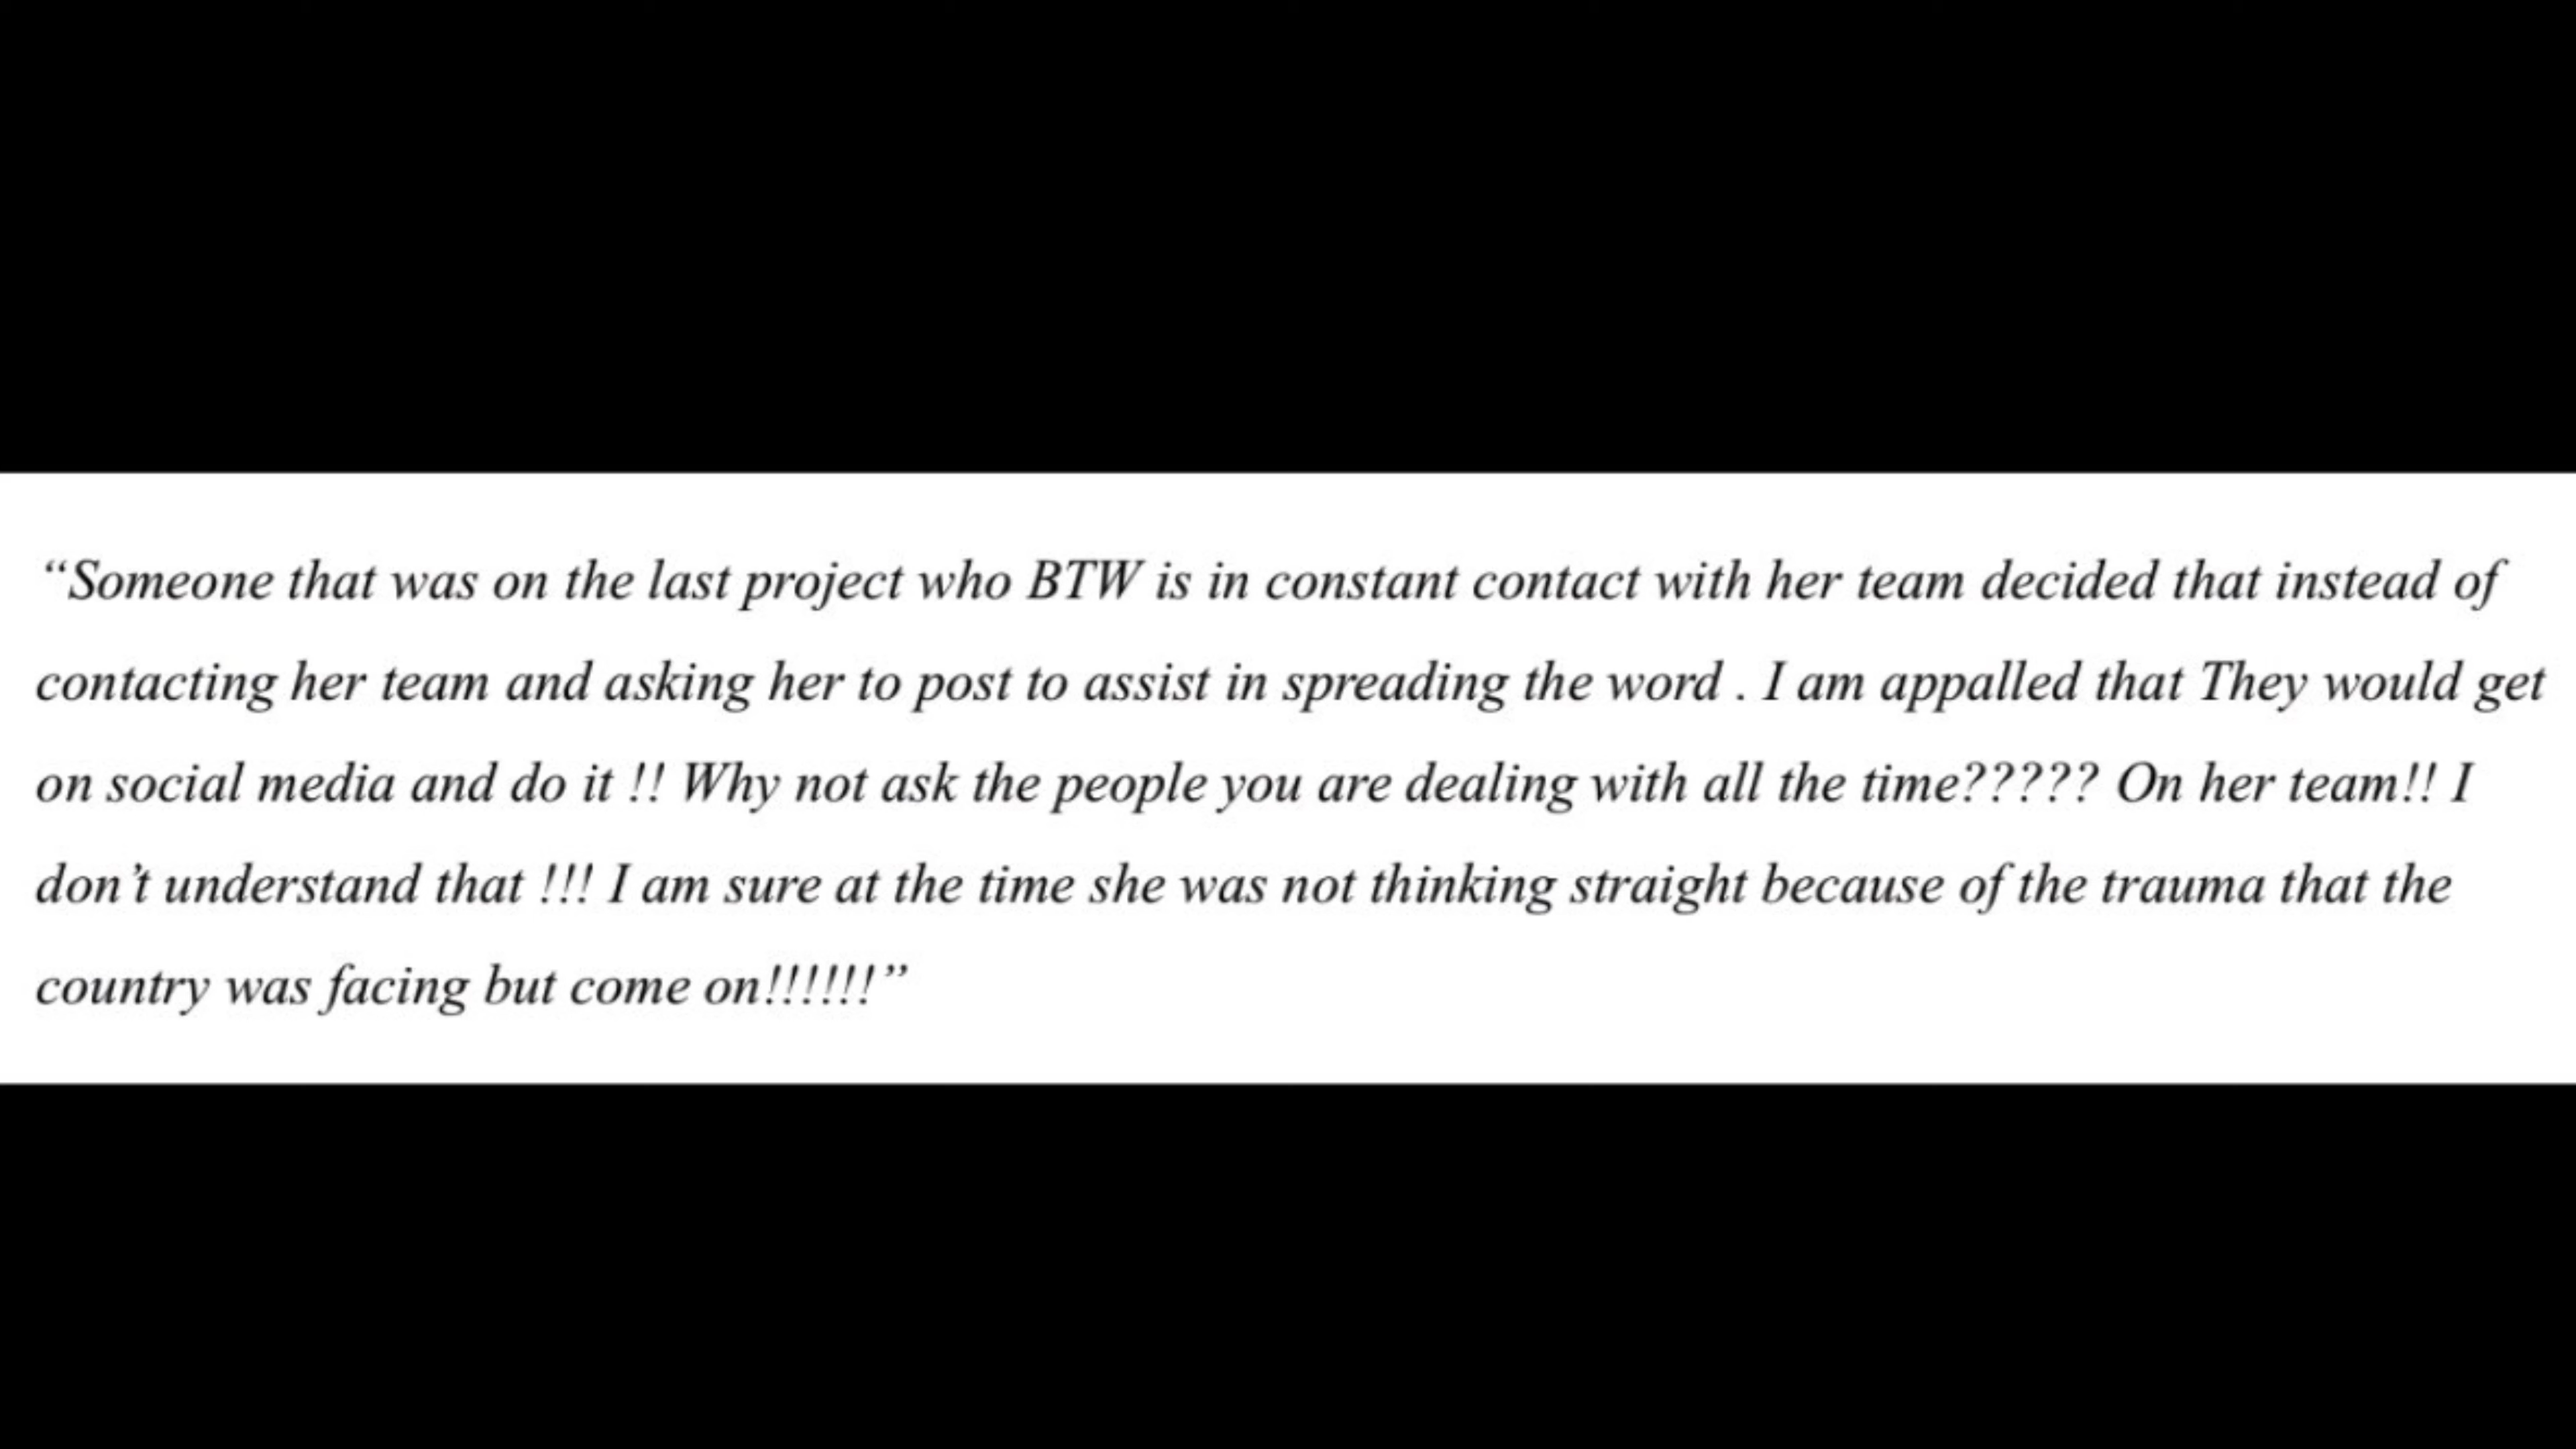 “Someone that was on the last project who BTW is in constant contact with her team decided that instead of
contacting her team and asking her to post to assist in spreading the word . I am appalled that They would get
on social media and do it !! Why not ask the people you are dealing with all the time????? On her team!! I
don’t understand that !!! I am sure at the time she was not thinking straight because of the trauma that the
country was facing but come on!!!!!!”